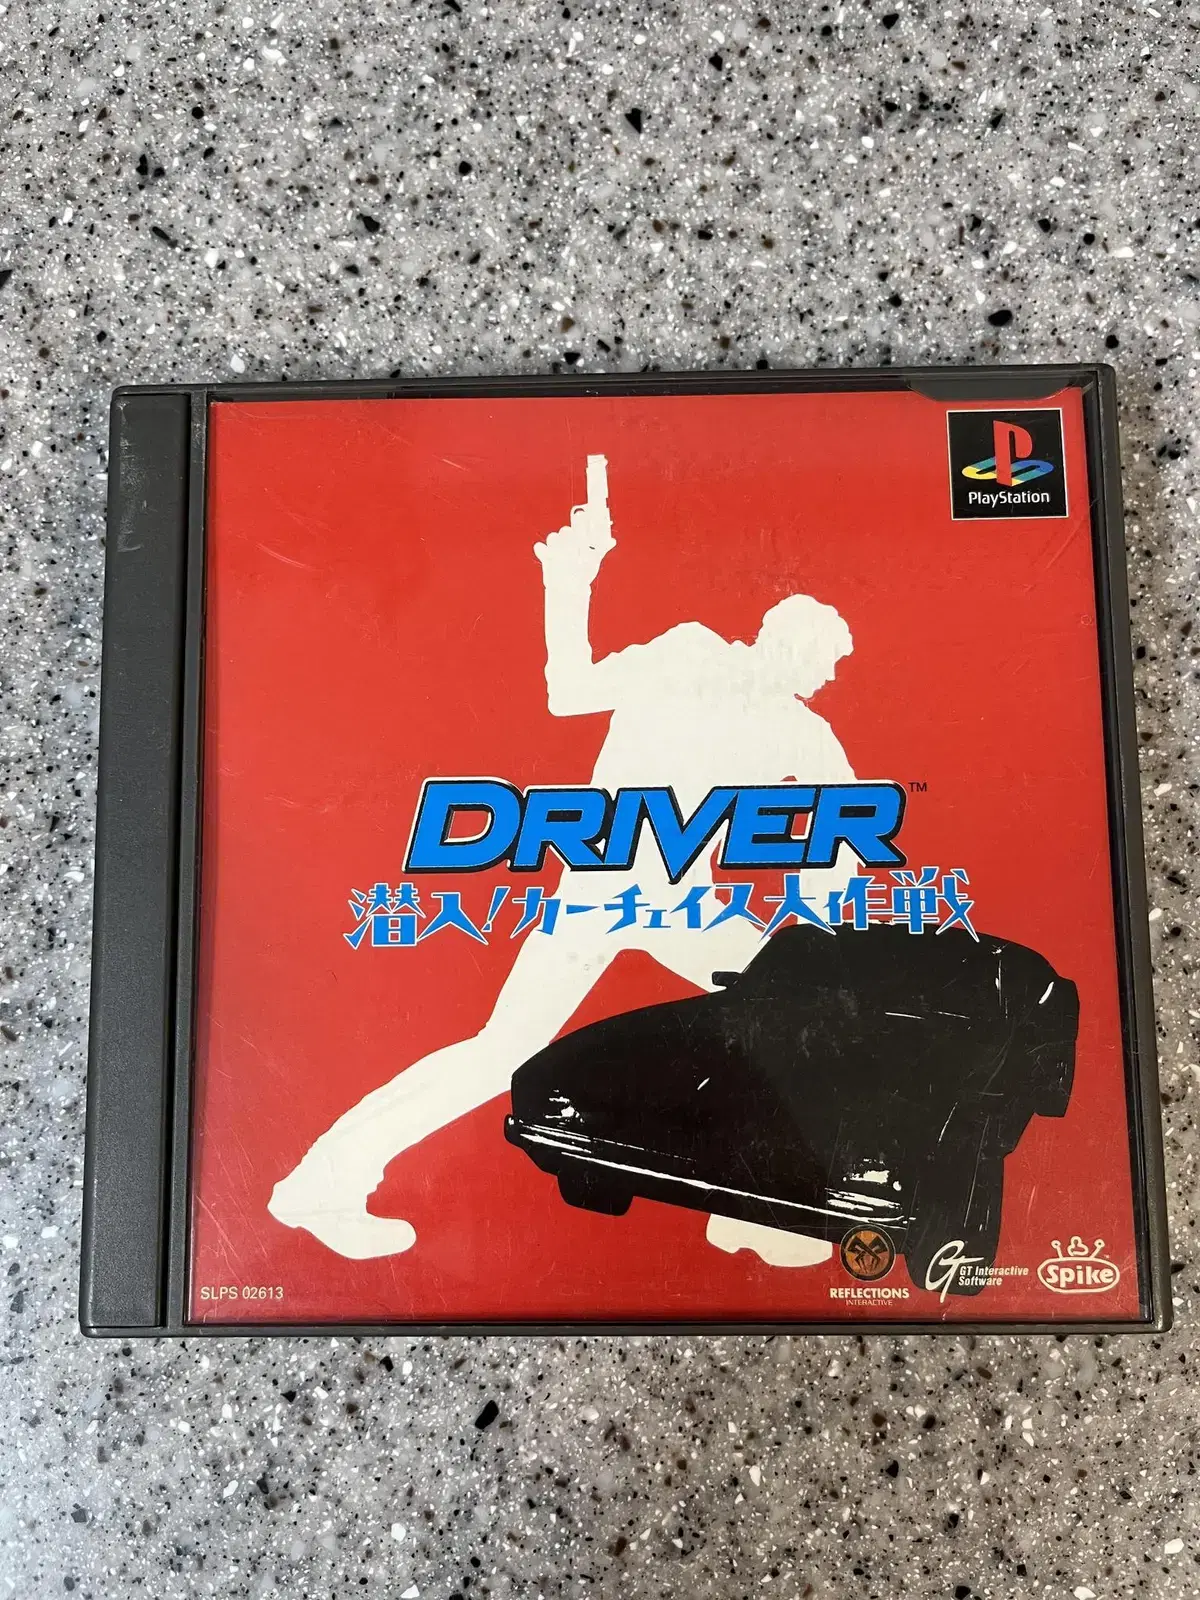 PlayStation
DRIVER™
潜入!カーチェイス大作戦
SLPS 02613
REFLECTIONS
INTERACTIVE
GT GT Interactive
Software
Spike